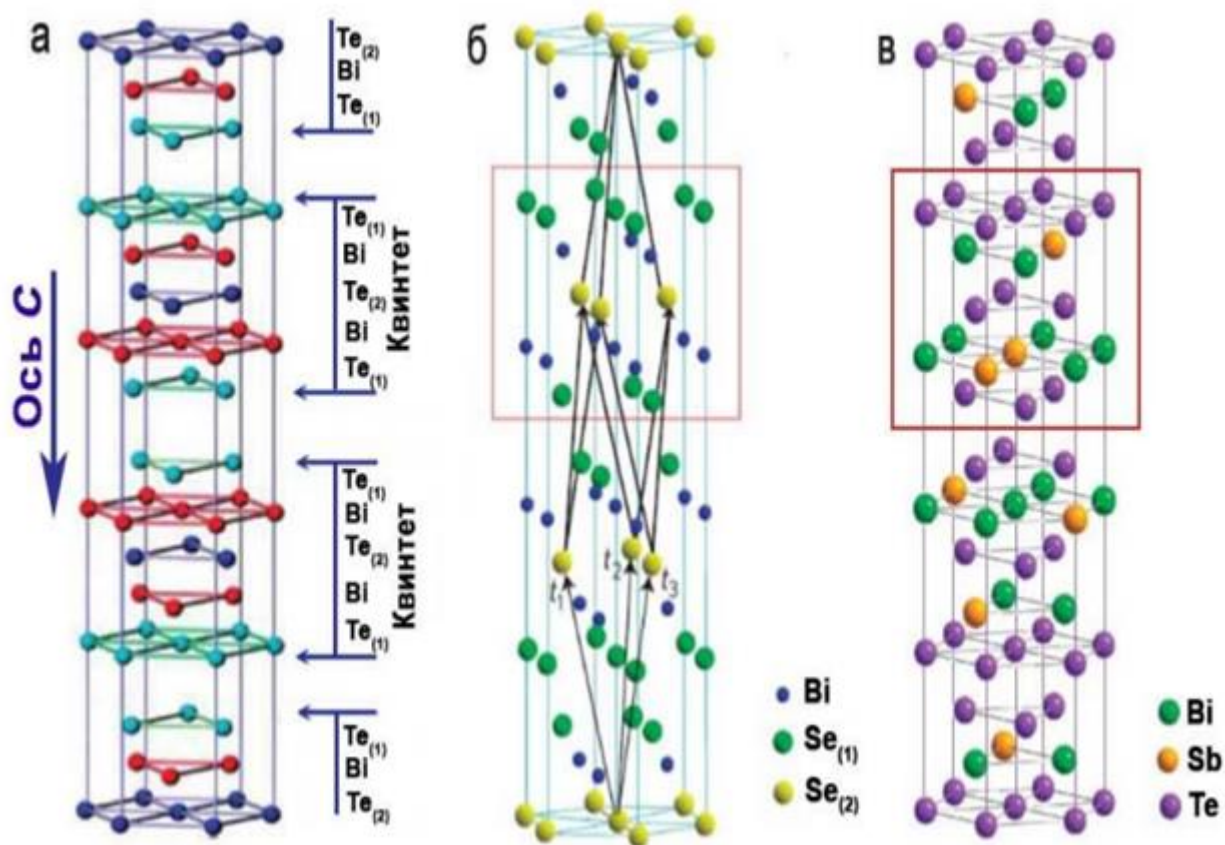 а
Te(2)
Bi
Te(1)
Te(1)
Bi
Te(2)
Bi
Te(1)
Квинтет
Ось С
Te(1)
Bi
Te(2)
Bi
Te(1)
Квинтет
Te(1)
Bi
Te(2)
б
t1
t2
t3
Bi
Se(1)
Se(2)
в
Bi
Sb
Te